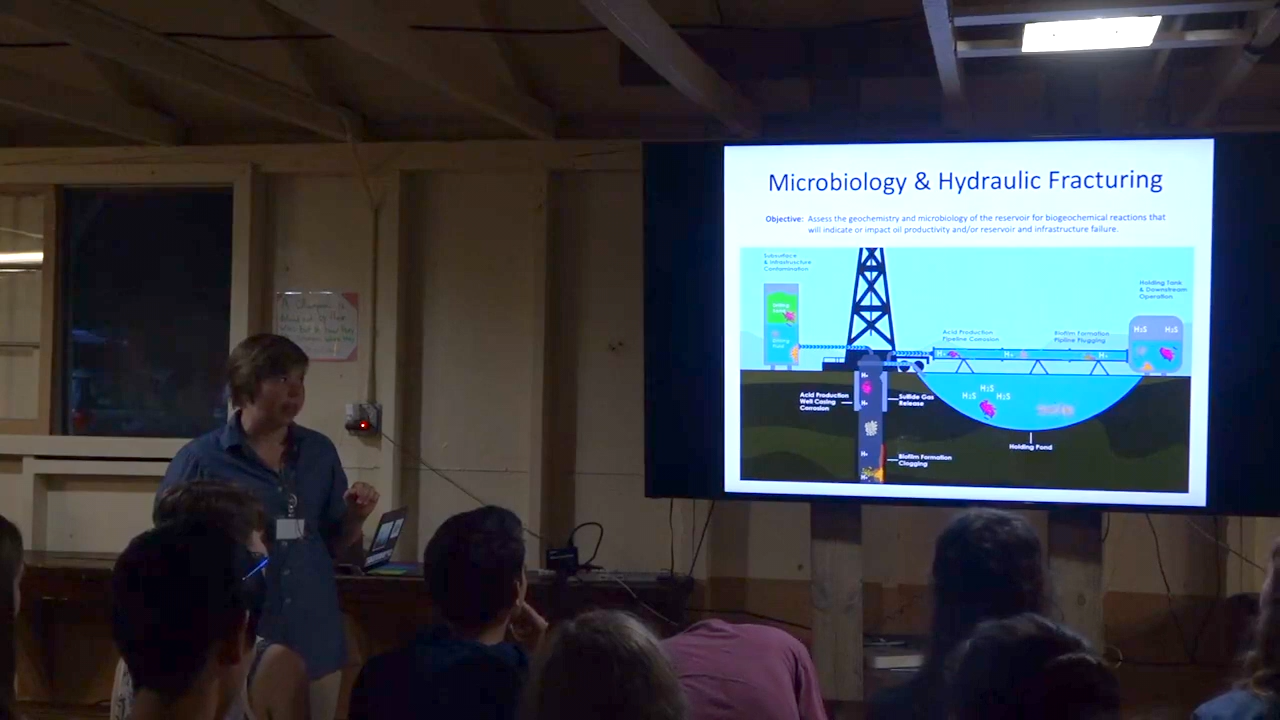 Microbiology & Hydraulic Fracturing
Objective: Assess the geochemistry and microbiology of the reservoir for biogeochemical reactions that
will indicate or impact oil productivity and/or reservoir and infrastructure failure.
Subsurface
& Infrastructure
Contamination
Holding Tank
& Downstream
Operation
H₂S H₂S
Acid Production
Pipeline Corrosion
Biofilm Formation
Pipline Plugging
H+ H+ H+
H+
H₂S
H₂S H₂S
Acid Production
Well Casing
Corrosion
H+
Sulfide Gas
Release
Holding Pond
H+
Biofilm Formation
Clogging
H+